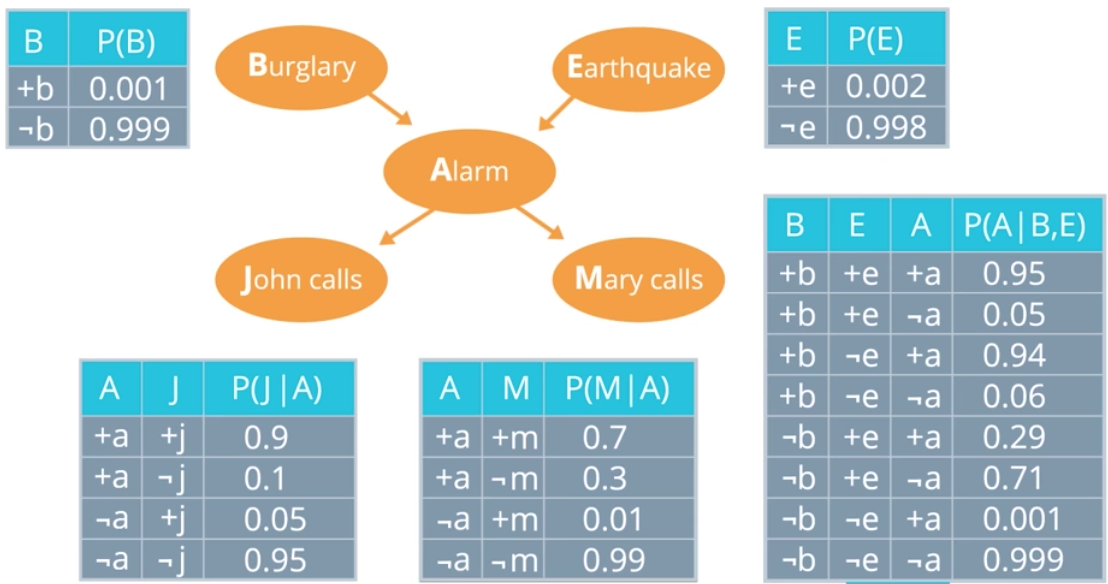 B P(B)
+b 0.001
¬b 0.999
Burglary
Earthquake
E P(E)
+e 0.002
¬e 0.998
Alarm
John calls
Mary calls
B E A P(A|B,E)
+b +e +a 0.95
+b +e ¬a 0.05
+b ¬e +a 0.94
+b ¬e ¬a 0.06
¬b +e +a 0.29
¬b +e ¬a 0.71
¬b ¬e +a 0.001
¬b ¬e ¬a 0.999
A J P(J|A)
+a +j 0.9
+a ¬j 0.1
¬a +j 0.05
¬a ¬j 0.95
A M P(M|A)
+a +m 0.7
+a ¬m 0.3
¬a +m 0.01
¬a ¬m 0.99